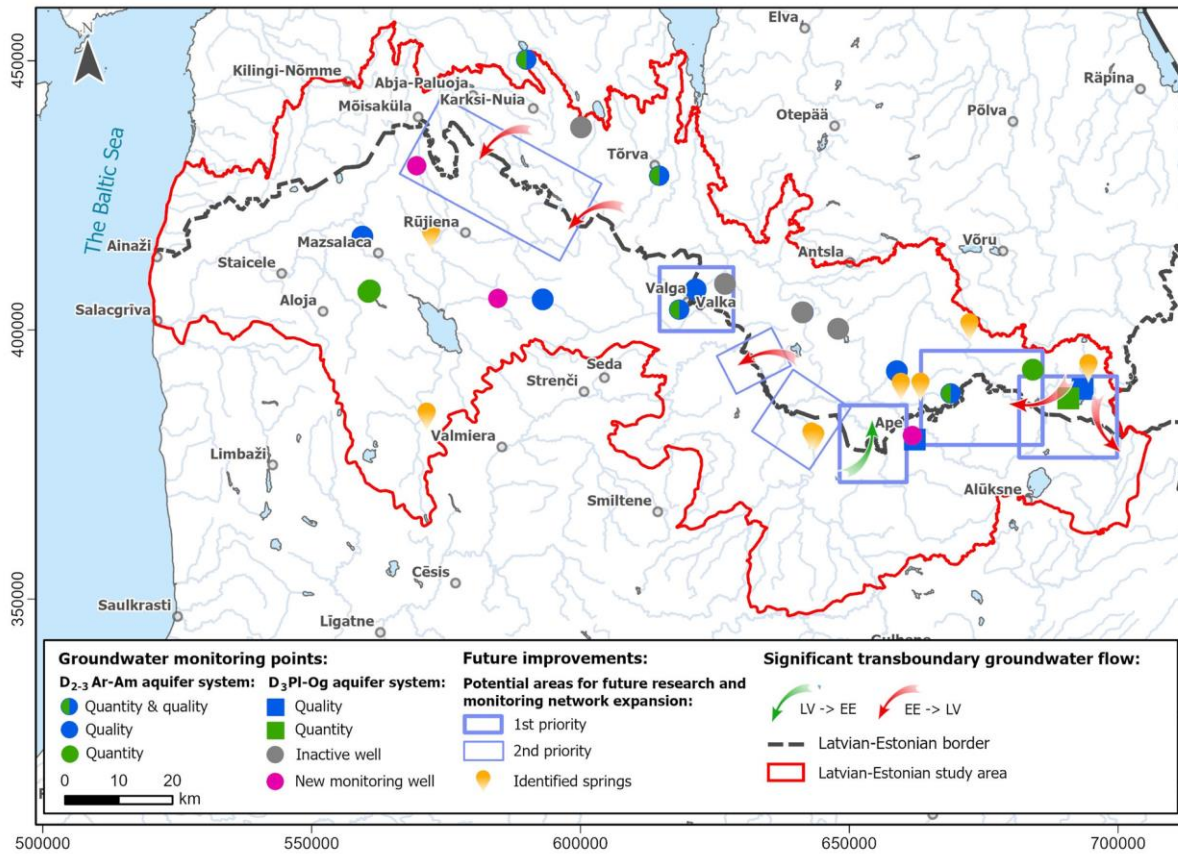 N
Elva
450000
Kilingi-Nõmme
Abja-Paluoja
Karksi-Nuia
Räpina
Mõisaküla
Otepää
Põlva
The Baltic Sea
Tõrva
Ainaži
Rūjiena
Mazsalaca
Staicele
Antsla
Võru
Salacgriva
Aloja
Valga
Valka
400000
Seda
Strenči
Ape
Valmiera
Limbaži
Alūksne
Smiltene
Cēsis
350000
Saulkrasti
Līgatne
Groundwater monitoring points:
D2-3 Ar-Am aquifer system:
Quantity & quality
Quality
Quantity
0 10 20
km
D3Pl-Og aquifer system:
Quality
Quantity
Inactive well
New monitoring well
Future improvements:
Potential areas for future research and
monitoring network expansion:
1st priority
2nd priority
Identified springs
Significant transboundary groundwater flow:
LV -> EE EE -> LV
Latvian-Estonian border
Latvian-Estonian study area
500000 550000 600000 650000 700000